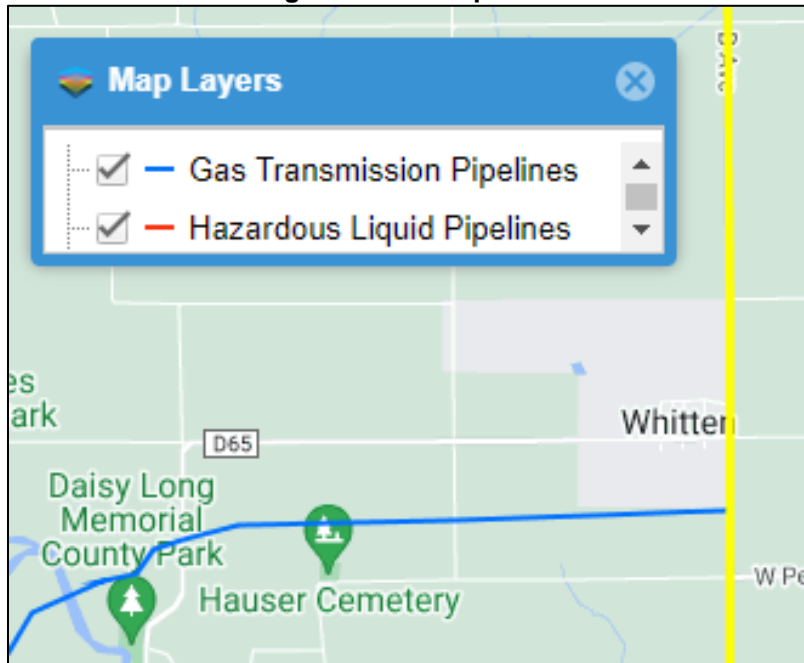 Map Layers
Gas Transmission Pipelines
Hazardous Liquid Pipelines
D Ave
es
ark
D65
Whitten
Daisy Long
Memorial
County Park
Hauser Cemetery
W Pe